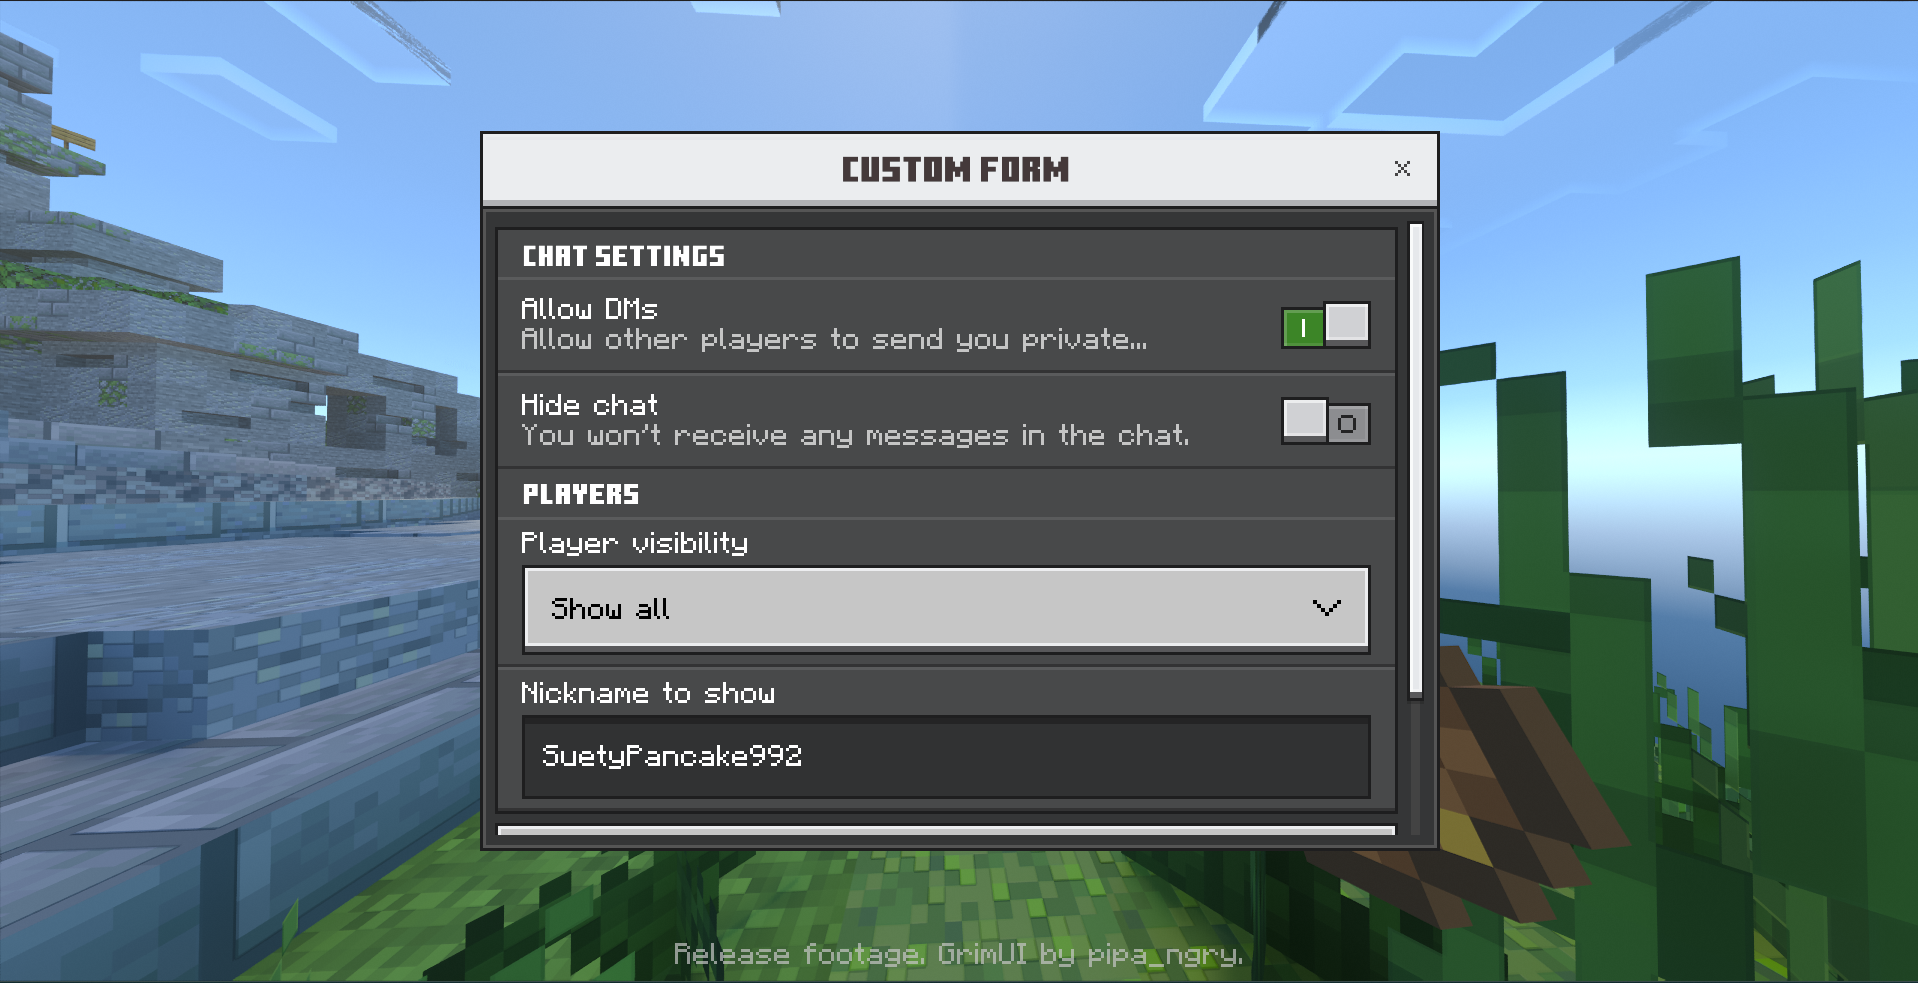 CUSTOM FORM
CHAT SETTINGS
Allow DMs
Allow other players to send you private...
Hide chat
You won't receive any messages in the chat.
PLAYERS
Player visibility
Show all
Nickname to show
SuetyPancake992
Release footage. GrimUI by pipa_ngry.